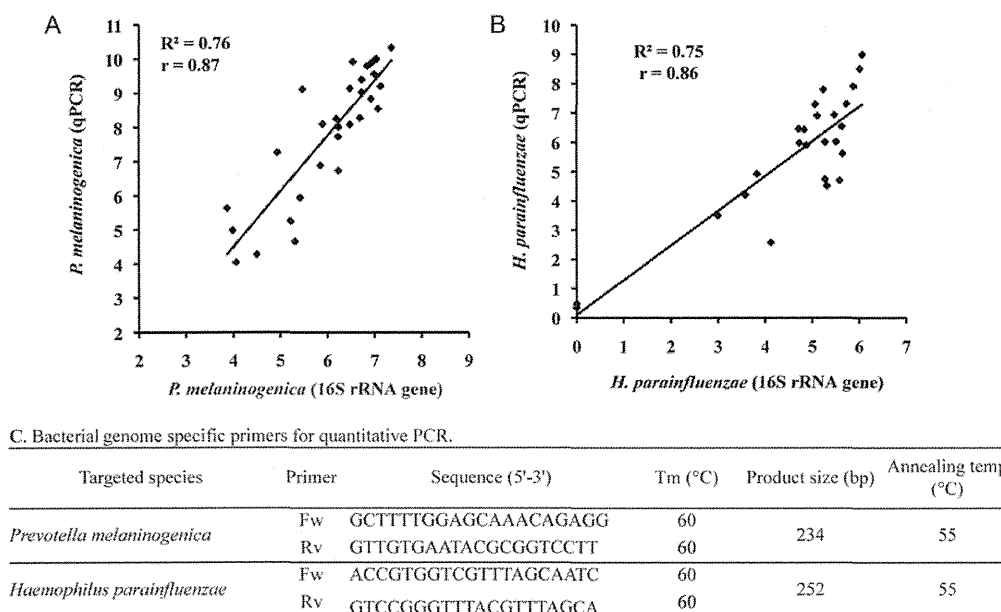 A
B
R² = 0.76
r = 0.87
11
10
9
8
7
6
5
4
3
2
P. melaninogenica (qPCR)
2 3 4 5 6 7 8 9
P. melaninogenica (16S rRNA gene)
R² = 0.75
r = 0.86
10
9
8
7
6
5
4
3
2
1
0
H. parainfluenzae (qPCR)
0 1 2 3 4 5 6 7
H. parainfluenzae (16S rRNA gene)
C. Bacterial genome specific primers for quantitative PCR.
Targeted species Primer Sequence (5'-3') Tm (°C) Product size (bp) Annealing temp (°C)
Prevotella melaninogenica Fw GCTTTTGGAGCAAACAGAGG 60 234 55
Rv GTTGTGAATACGCGGTCCTT 60
Haemophilus parainfluenzae Fw ACCGTGGTCGTTTAGCAATC 60 252 55
Rv GTCCGGGTTTACGTTTAGCA 60